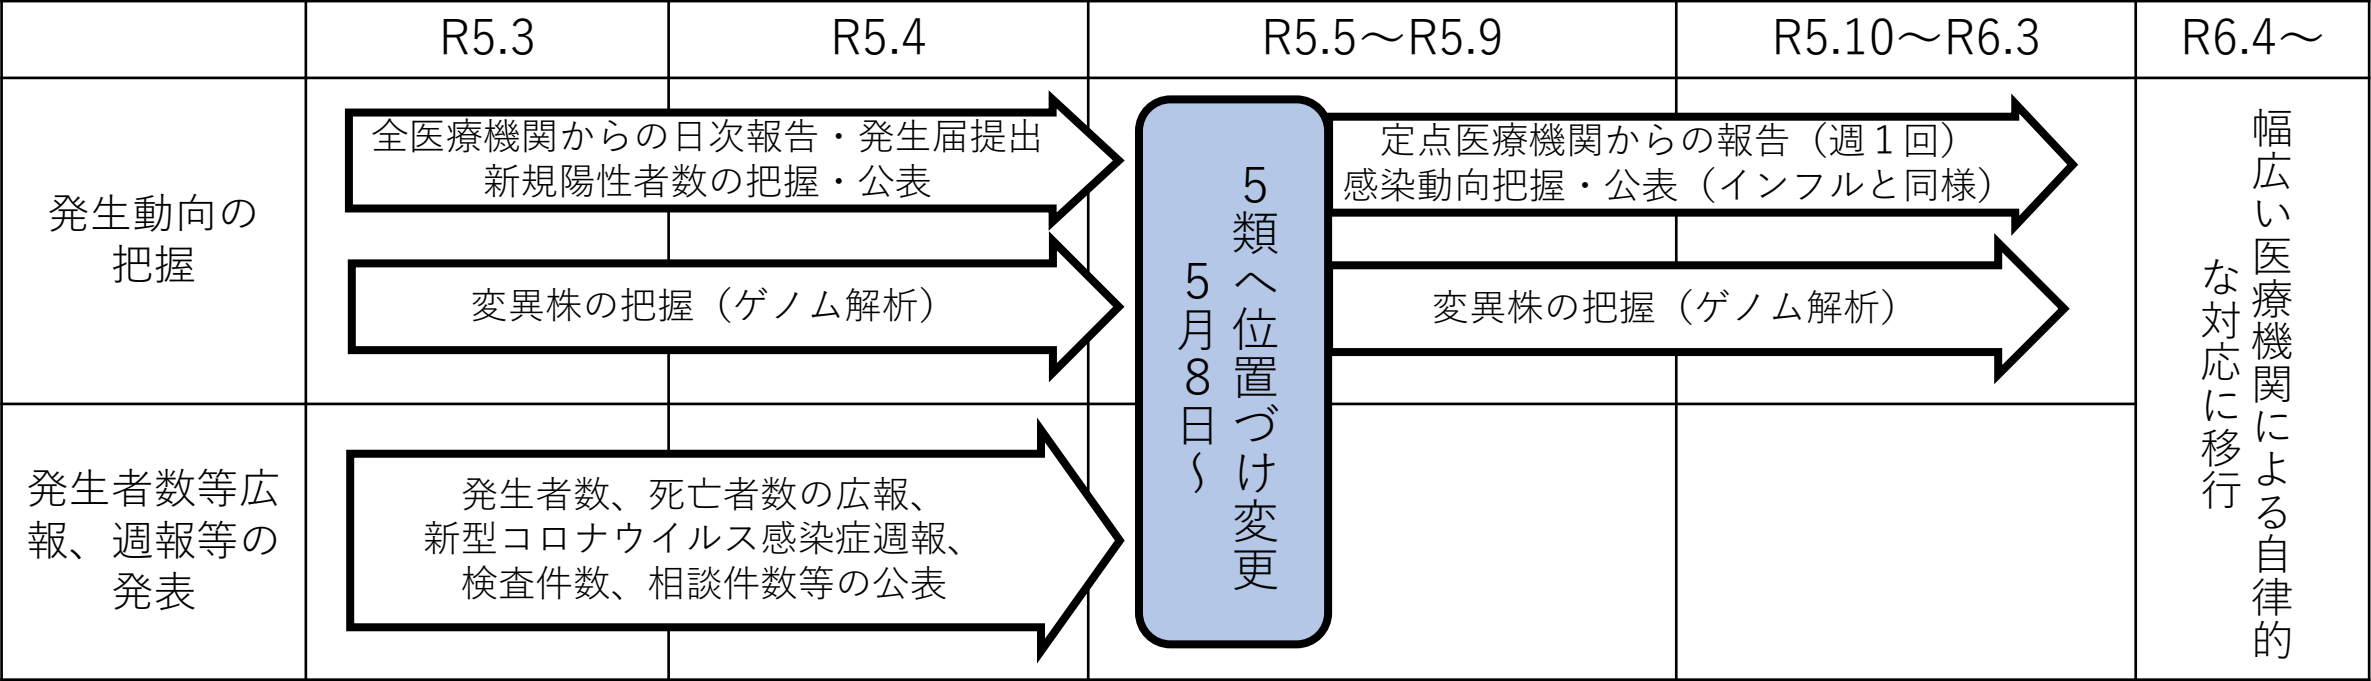 R5.3
R5.4
R5.5～R5.9
R5.10～R6.3
R6.4～
発生動向の
把握
全医療機関からの日次報告・発生届提出
新規陽性者数の把握・公表
変異株の把握（ゲノム解析）
5類へ位置づけ変更
5月8日～
定点医療機関からの報告（週１回）
感染動向把握・公表（インフルと同様）
変異株の把握（ゲノム解析）
幅広い医療機関による自律的
な対応に移行
発生者数等広
報、週報等の
発表
発生者数、死亡者数の広報、
新型コロナウイルス感染症週報、
検査件数、相談件数等の公表